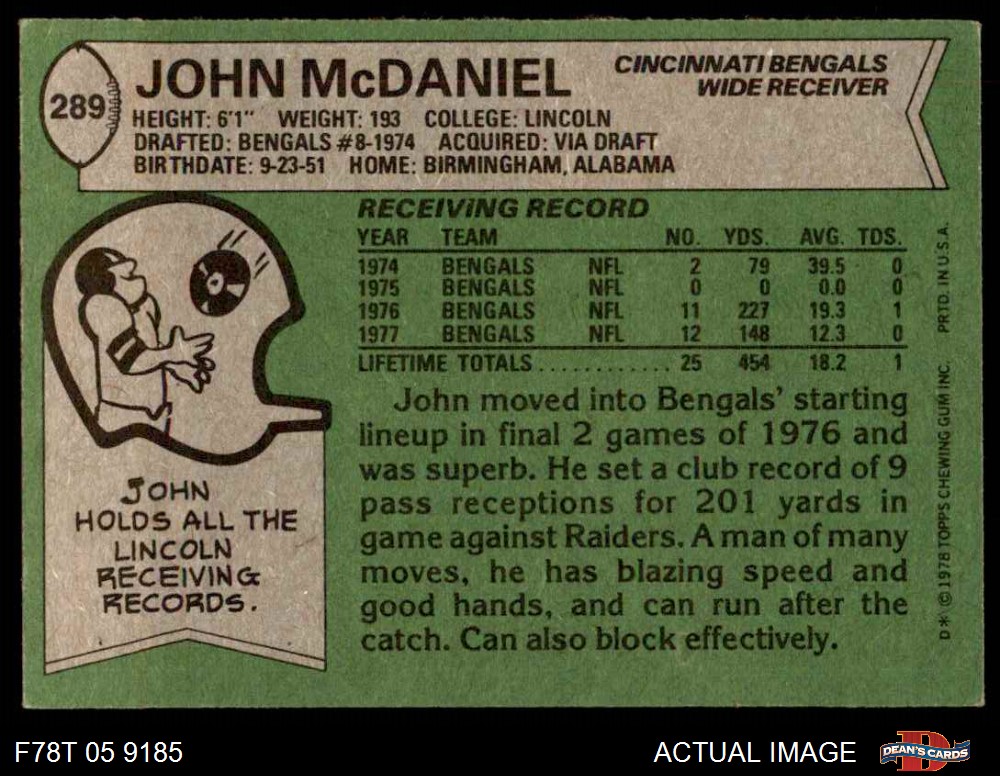 289
JOHN McDANIEL
CINCINNATI BENGALS
WIDE RECEIVER
HEIGHT: 6'1" WEIGHT: 193 COLLEGE: LINCOLN
DRAFTED: BENGALS #8-1974 ACQUIRED: VIA DRAFT
BIRTHDATE: 9-23-51 HOME: BIRMINGHAM, ALABAMA
RECEIVING RECORD
YEAR TEAM NO. YDS. AVG. TDS.
1974 BENGALS NFL 2 79 39.5 0
1975 BENGALS NFL 0 0 0.0 0
1976 BENGALS NFL 11 227 19.3 1
1977 BENGALS NFL 12 148 12.3 0
LIFETIME TOTALS............ 25 454 18.2 1
John moved into Bengals' starting
lineup in final 2 games of 1976 and
was superb. He set a club record of 9
pass receptions for 201 yards in
game against Raiders. A man of many
moves, he has blazing speed and
good hands, and can run after the
catch. Can also block effectively.
JOHN
HOLDS ALL THE
LINCOLN
RECEIVING
RECORDS.
D* ©1978 TOPPS CHEWING GUM INC. PRTD. IN U.S.A.
F78T 05 9185
ACTUAL IMAGE
D
DEAN'S CARDS